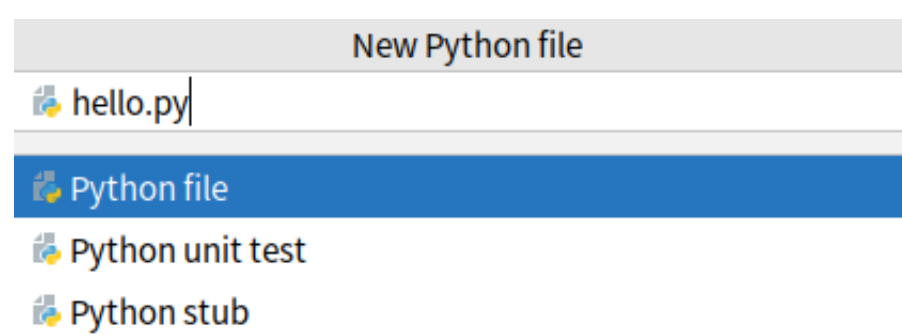 New Python file
hello.py
Python file
Python unit test
Python stub